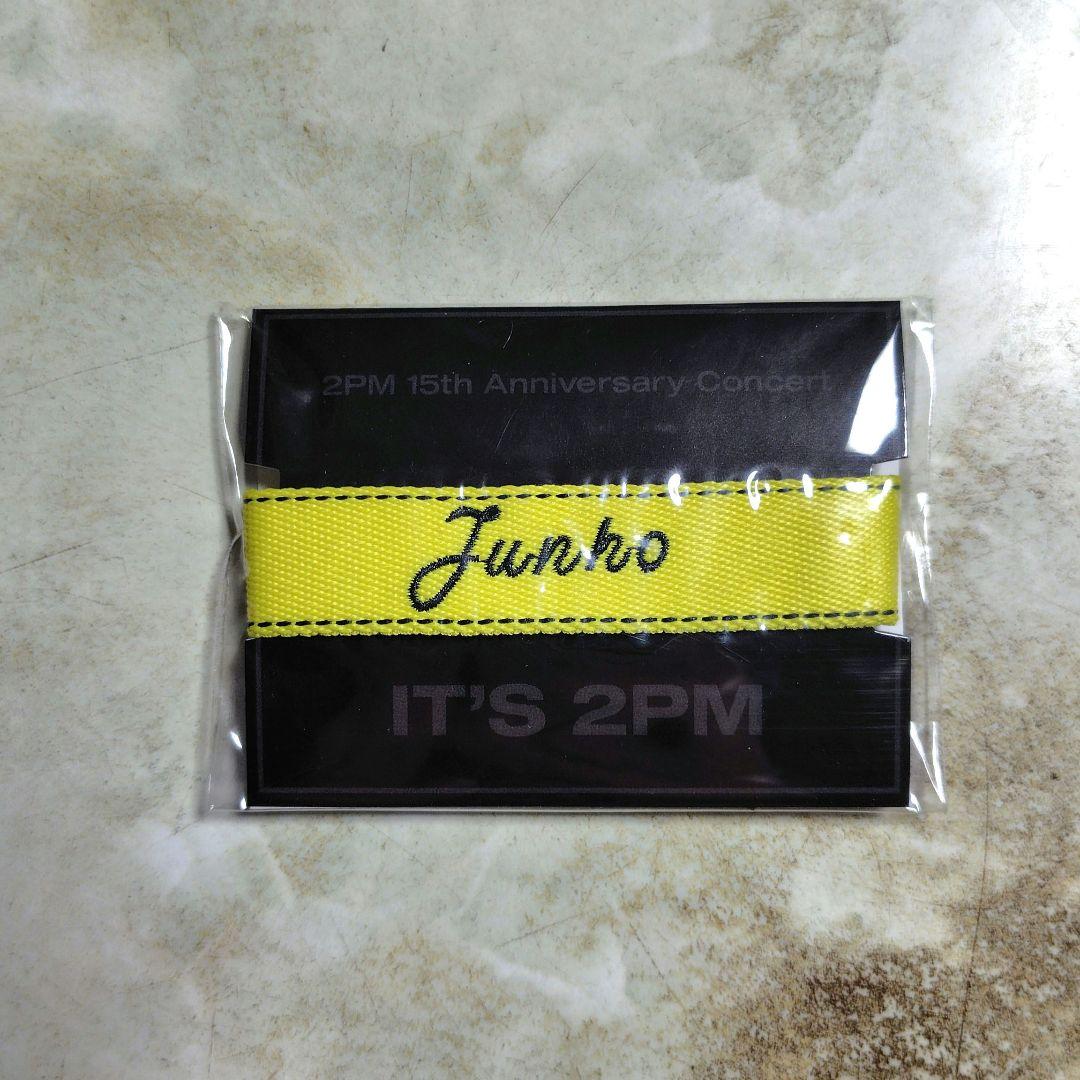 2PM 15th Anniversary Concert
Junho
IT'S 2PM